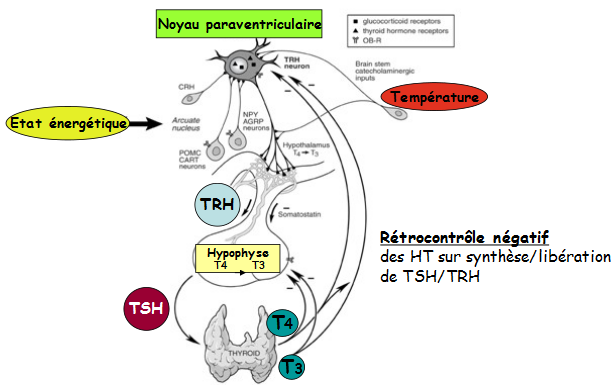 Noyau paraventriculaire
glucocorticoid receptors
thyroid hormone receptors
OB-R
TRH
neuron
Brain stem
catecholaminergic
inputs
CRH
Température
Etat énergétique
Arcuate
nucleus
NPY
AGRP
neurons
Hypothalamus
T4 → T3
POMC
CART
neurons
TRH
Somatostatin
Rétrocontrôle négatif
des HT sur synthèse/libération
de TSH/TRH
Hypophyse
T4 → T3
TSH
T4
THYROID
T3